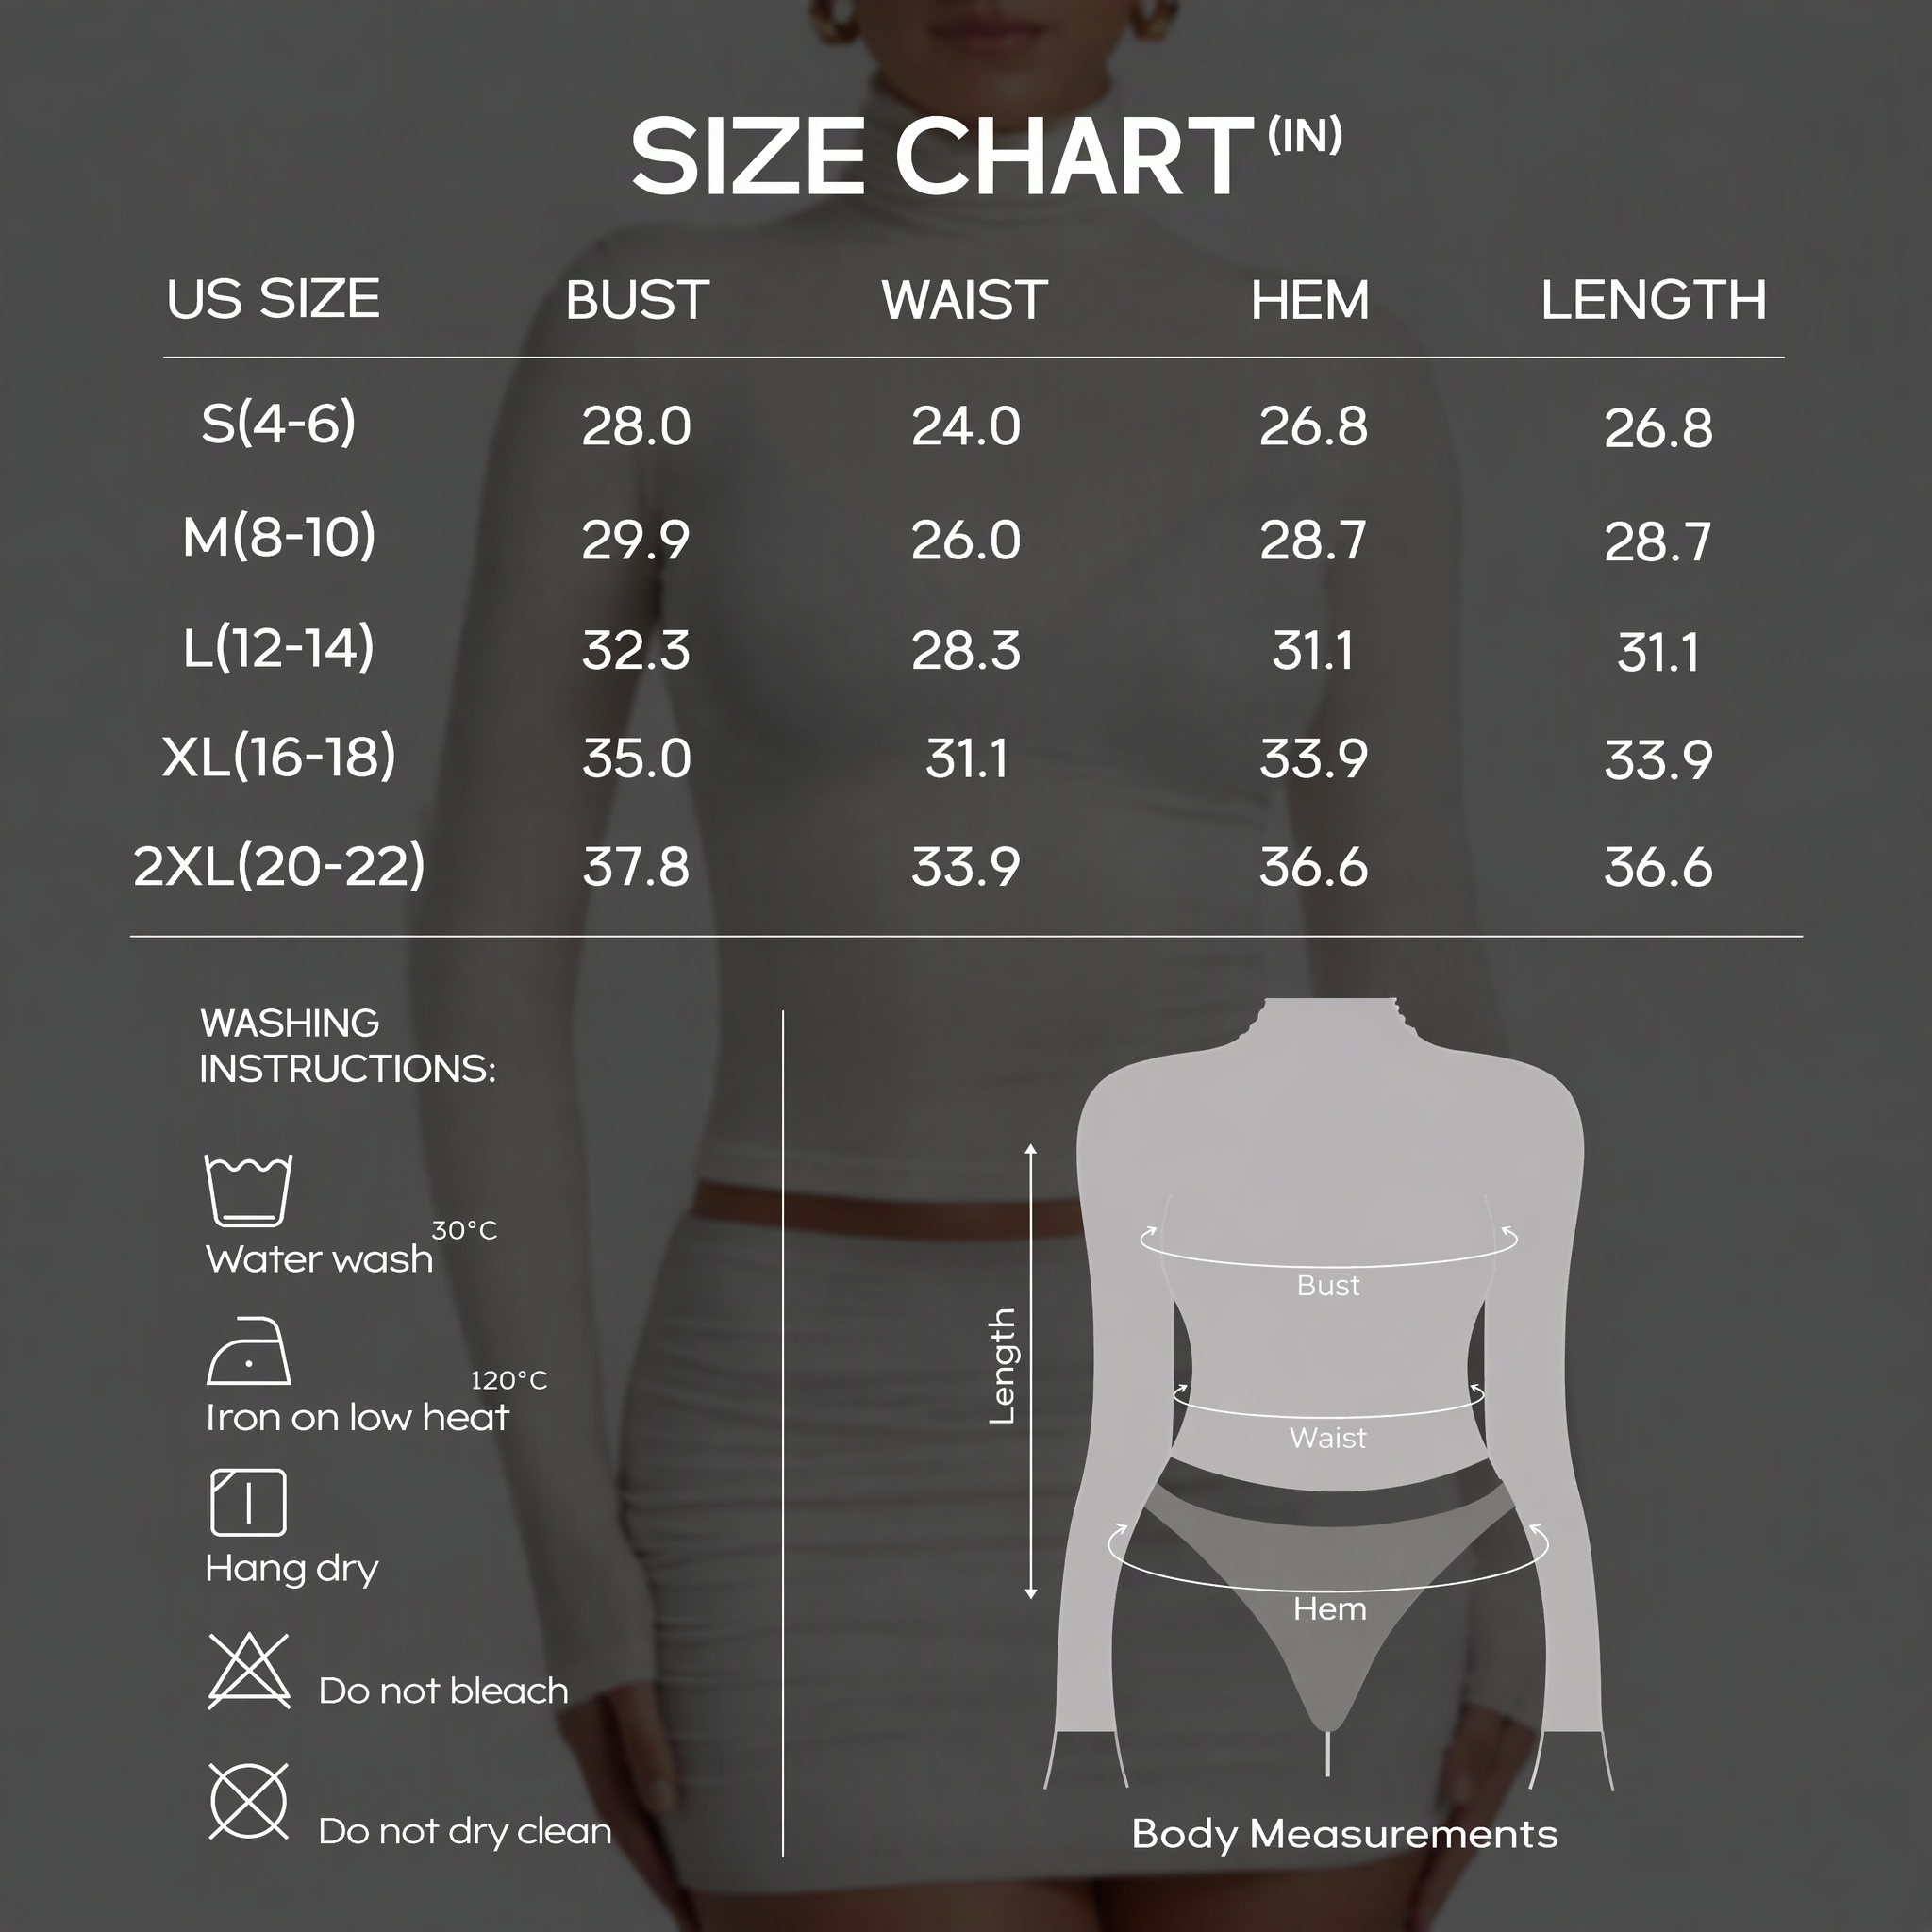 SIZE CHART (IN)
US SIZE BUST WAIST HEM LENGTH
S(4-6) 28.0 24.0 26.8 26.8
M(8-10) 29.9 26.0 28.7 28.7
L(12-14) 32.3 28.3 31.1 31.1
XL(16-18) 35.0 31.1 33.9 33.9
2XL(20-22) 37.8 33.9 36.6 36.6
WASHING
INSTRUCTIONS:
Water wash 30°C
Iron on low heat 120°C
Hang dry
Do not bleach
Do not dry clean
Length
Bust
Waist
Hem
Body Measurements